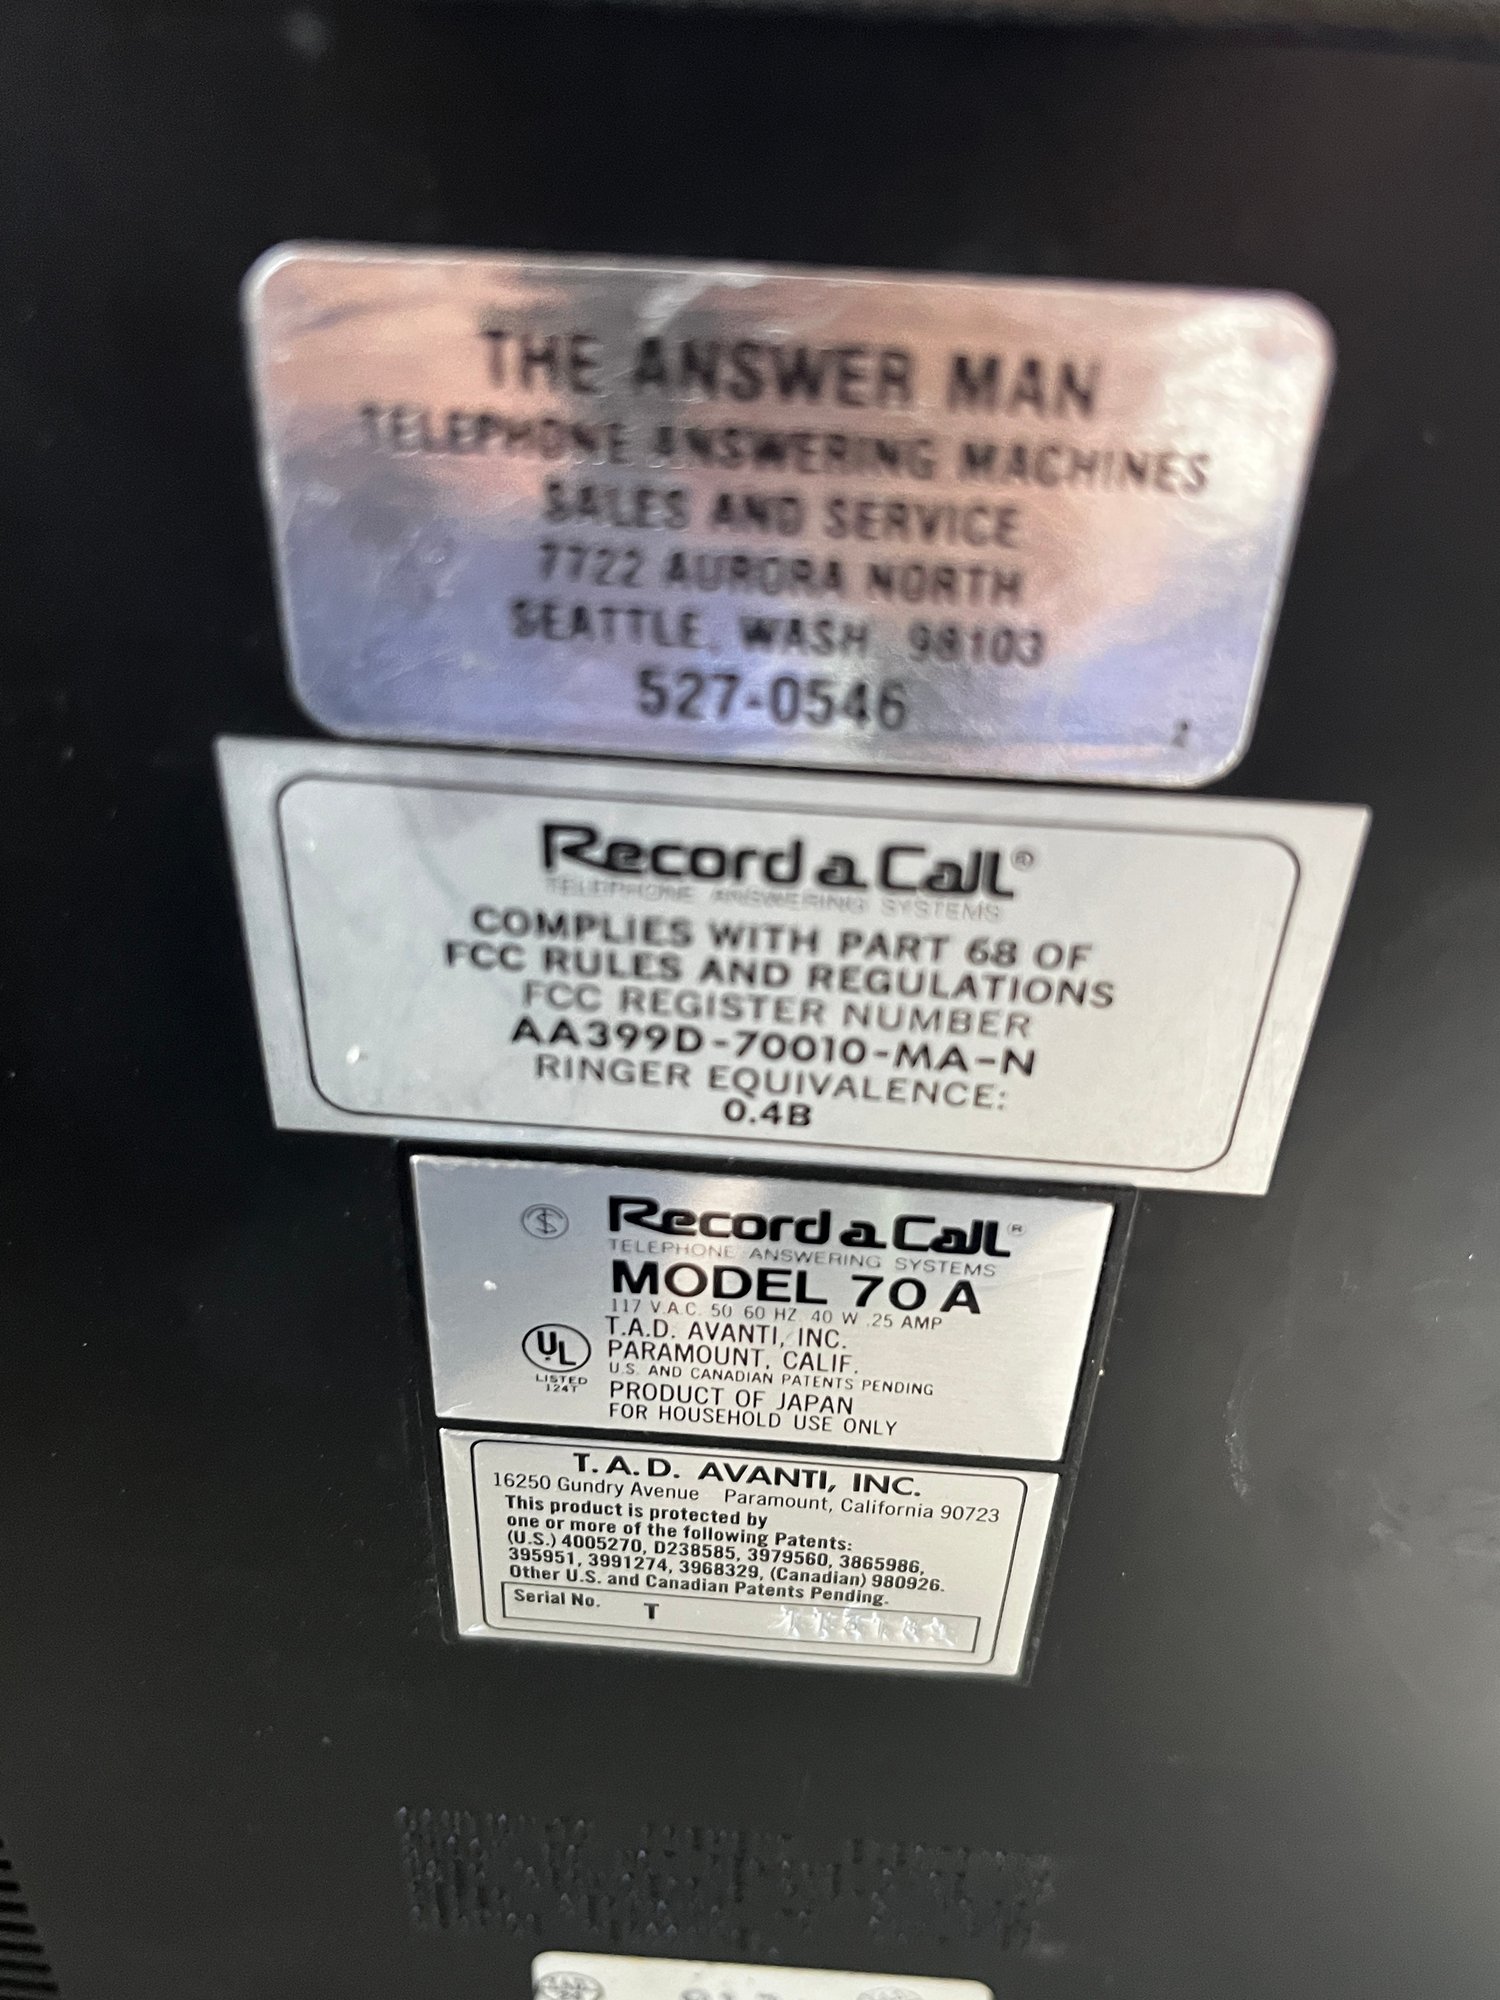 THE ANSWER MAN
TELEPHONE ANSWERING MACHINES
SALES AND SERVICE
7722 AURORA NORTH
SEATTLE, WASH. 98103
527-0546
2
Record a Call®
TELEPHONE ANSWERING SYSTEMS
COMPLIES WITH PART 68 OF
FCC RULES AND REGULATIONS
FCC REGISTER NUMBER
AA399D-70010-MA-N
RINGER EQUIVALENCE:
0.4B
Record a Call®
TELEPHONE ANSWERING SYSTEMS
MODEL 70 A
117 V.A.C. 50 60 HZ. 40 W .25 AMP
T.A.D. AVANTI, INC.
PARAMOUNT, CALIF.
U.S. AND CANADIAN PATENTS PENDING
PRODUCT OF JAPAN
FOR HOUSEHOLD USE ONLY
UL
LISTED
124T
T.A.D. AVANTI, INC.
16250 Gundry Avenue Paramount, California 90723
This product is protected by
one or more of the following Patents:
(U.S.) 4005270, D238585, 3979560, 3865986,
395951, 3991274, 3968329, (Canadian) 980926.
Other U.S. and Canadian Patents Pending.
Serial No. T